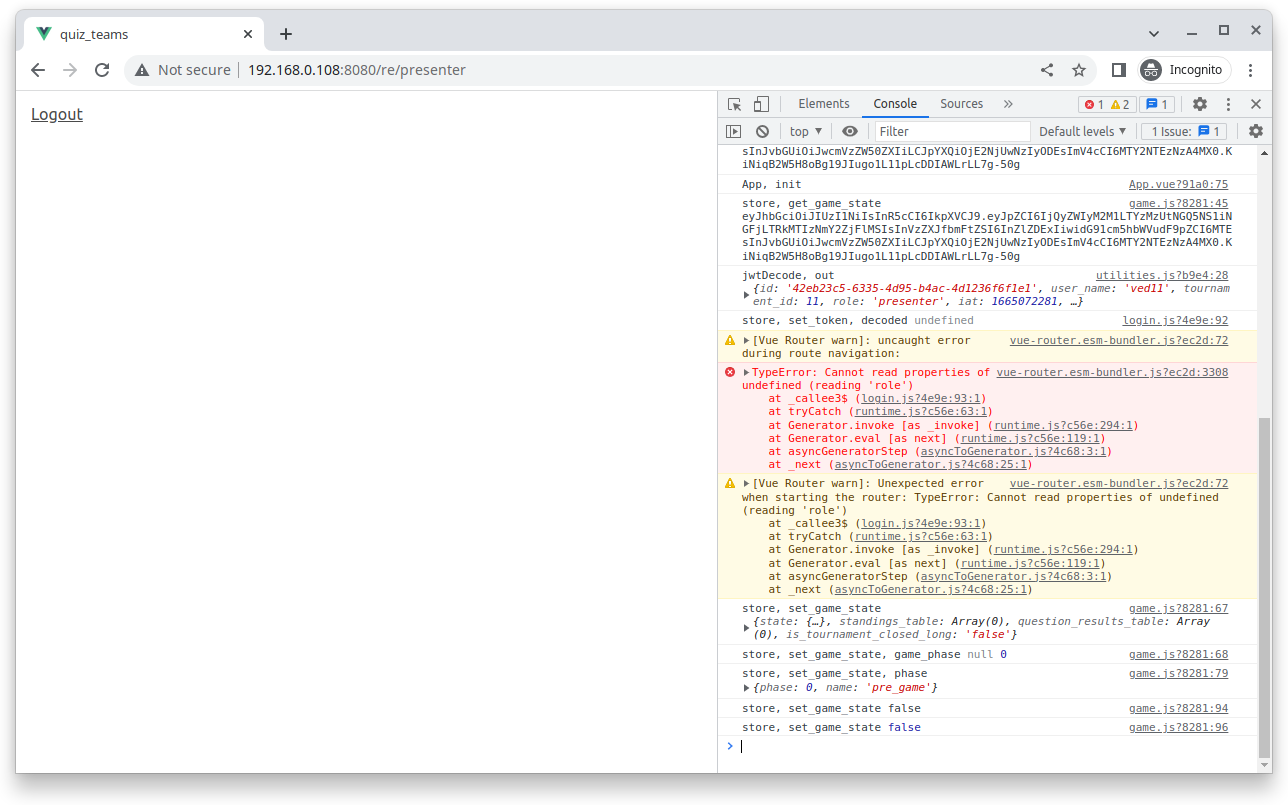 quiz_teams
Not secure 192.168.0.108:8080/re/presenter Incognito
Logout
Elements Console Sources 1 2 1
top Filter Default levels 1 Issue: 1
sInJvbGUiOiJwcmVzZW50ZXIiLCJpYXQiOjE2NjUwNzIyODEsImV4cCI6MTY2NTEzNzA4MX0.K
iNiqB2W5H8oBg19JIugo1L11pLcDDIAWLrLL7g-50g
App, init App.vue?91a0:75
store, get_game_state game.js?8281:45
eyJhbGciOiJIUzI1NiIsInR5cCI6IkpXVCJ9.eyJpZCI6IjQyZWIyM2M1LTYzMzUtNGQ5NS1iN
GFjLTRkMTIzNmY2ZjFlMSIsInVzZXJfbmFtZSI6InZlZDExIiwidG91cm5hbWVudF9pZCI6MTE
sInJvbGUiOiJwcmVzZW50ZXIiLCJpYXQiOjE2NjUwNzIyODEsImV4cCI6MTY2NTEzNzA4MX0.K
iNiqB2W5H8oBg19JIugo1L11pLcDDIAWLrLL7g-50g
jwtDecode, out utilities.js?b9e4:28
{id: '42eb23c5-6335-4d95-b4ac-4d1236f6f1e1', user_name: 'ved11', tournam
ent_id: 11, role: 'presenter', iat: 1665072281, …}
store, set_token, decoded undefined login.js?4e9e:92
[Vue Router warn]: uncaught error vue-router.esm-bundler.js?ec2d:72
during route navigation:
TypeError: Cannot read properties of vue-router.esm-bundler.js?ec2d:3308
undefined (reading 'role')
at _callee3$ (login.js?4e9e:93:1)
at tryCatch (runtime.js?c56e:63:1)
at Generator.invoke [as _invoke] (runtime.js?c56e:294:1)
at Generator.eval [as next] (runtime.js?c56e:119:1)
at asyncGeneratorStep (asyncToGenerator.js?4c68:3:1)
at _next (asyncToGenerator.js?4c68:25:1)
[Vue Router warn]: Unexpected error vue-router.esm-bundler.js?ec2d:72
when starting the router: TypeError: Cannot read properties of undefined
(reading 'role')
at _callee3$ (login.js?4e9e:93:1)
at tryCatch (runtime.js?c56e:63:1)
at Generator.invoke [as _invoke] (runtime.js?c56e:294:1)
at Generator.eval [as next] (runtime.js?c56e:119:1)
at asyncGeneratorStep (asyncToGenerator.js?4c68:3:1)
at _next (asyncToGenerator.js?4c68:25:1)
store, set_game_state game.js?8281:67
{state: {…}, standings_table: Array(0), question_results_table: Array
(0), is_tournament_closed_long: 'false'}
store, set_game_state, game_phase null 0 game.js?8281:68
store, set_game_state, phase game.js?8281:79
{phase: 0, name: 'pre_game'}
store, set_game_state false game.js?8281:94
store, set_game_state false game.js?8281:96